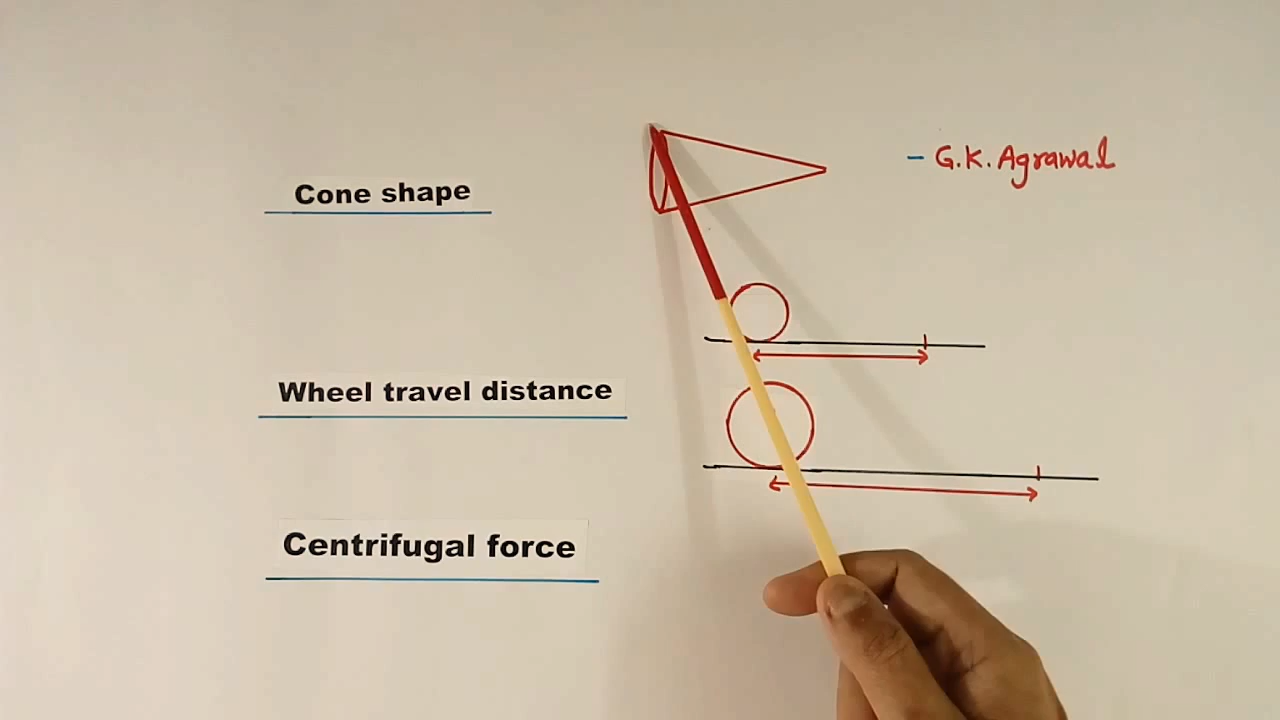 Cone shape
– G.K. Agrawal
Wheel travel distance
Centrifugal force